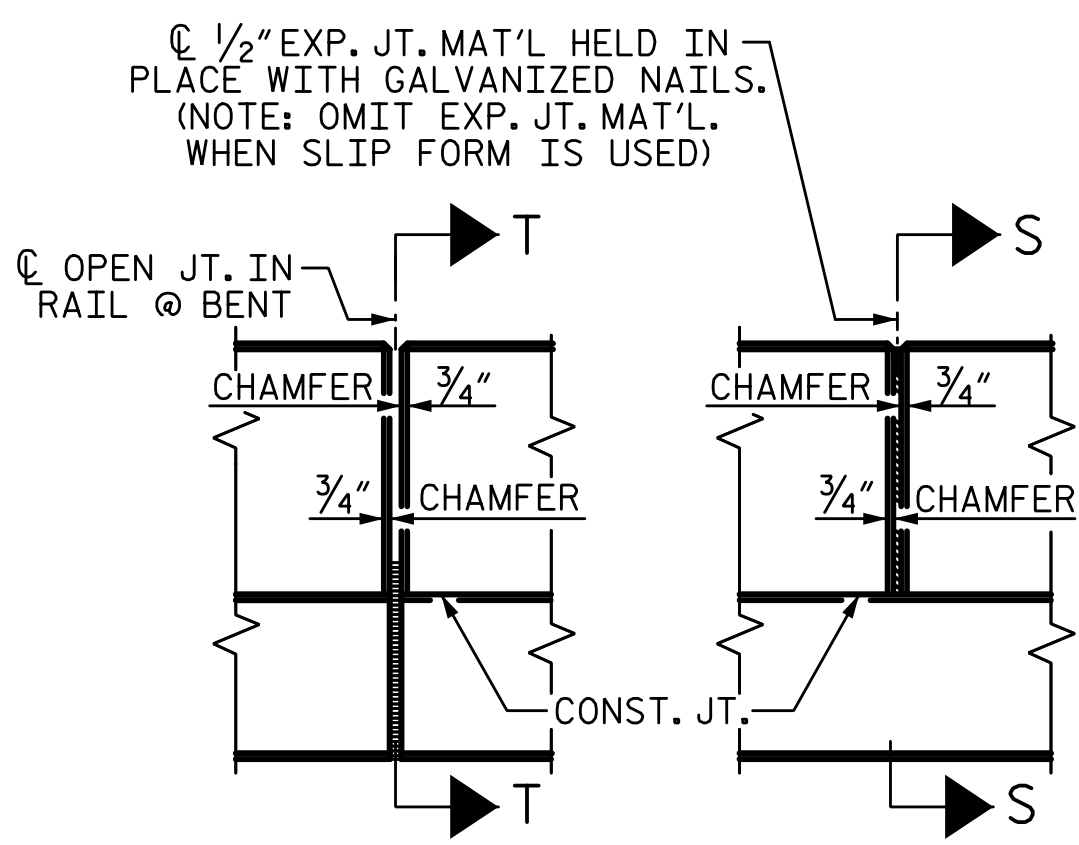 ℄ 1/2" EXP. JT. MAT'L HELD IN
PLACE WITH GALVANIZED NAILS.
(NOTE: OMIT EXP. JT. MAT'L.
WHEN SLIP FORM IS USED)
T
S
℄ OPEN JT. IN
RAIL @ BENT
CHAMFER
3/4"
CHAMFER
3/4"
3/4"
CHAMFER
3/4"
CHAMFER
CONST. JT.
T
S